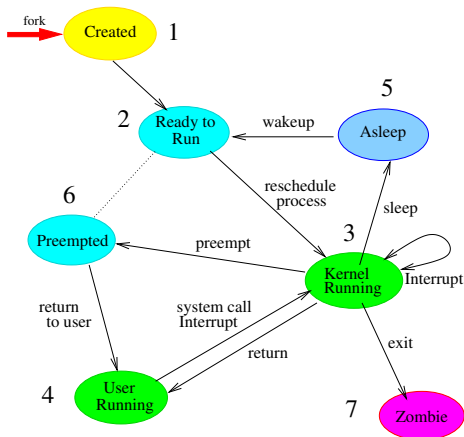 fork
Created
1
5
2
Ready to
Run
wakeup
Asleep
6
reschedule
process
sleep
3
Preempted
preempt
Kernel
Running
Interrupt
return
to user
system call
Interrupt
return
exit
4
User
Running
7
Zombie